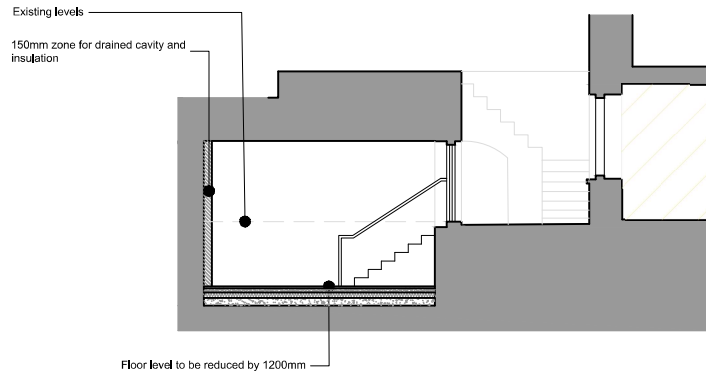 Existing levels
150mm zone for drained cavity and
insulation
Floor level to be reduced by 1200mm